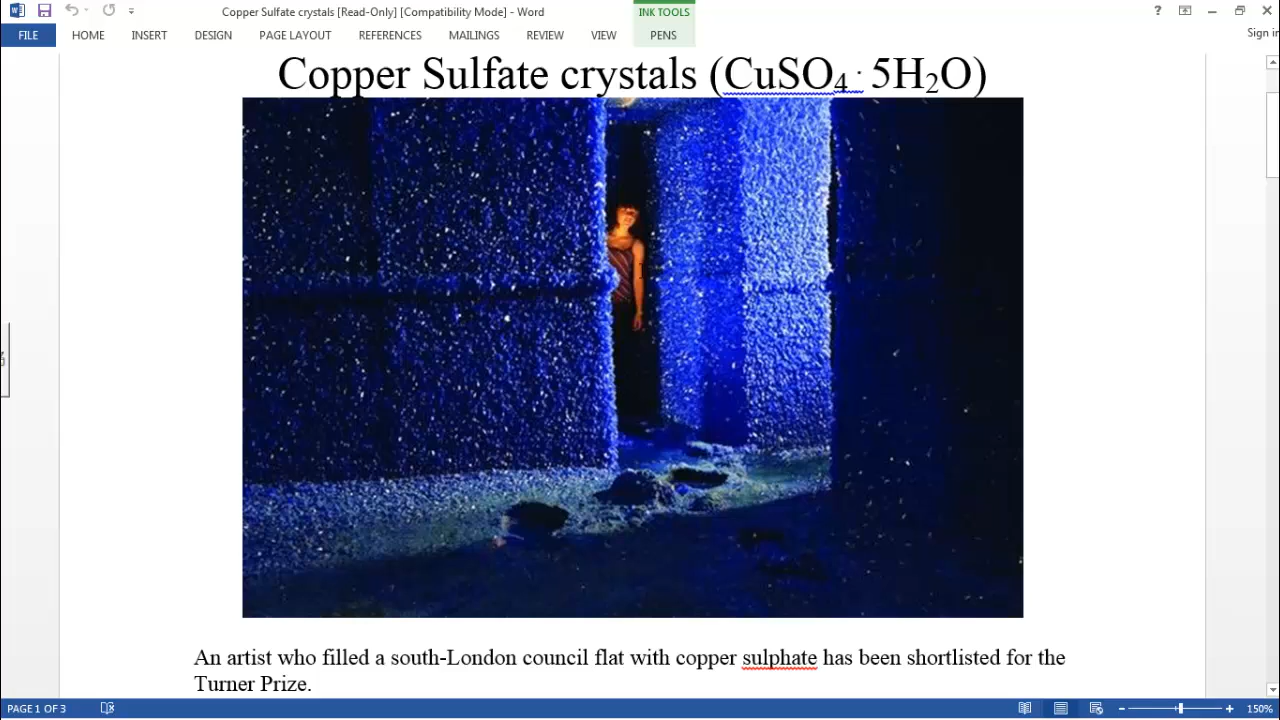 Copper Sulfate crystals [Read-Only] [Compatibility Mode] - Word
INK TOOLS
?
Sign in
FILE HOME INSERT DESIGN PAGE LAYOUT REFERENCES MAILINGS REVIEW VIEW PENS
Copper Sulfate crystals (CuSO₄ · 5H₂O)
An artist who filled a south-London council flat with copper sulphate has been shortlisted for the
Turner Prize.
PAGE 1 OF 3
150%